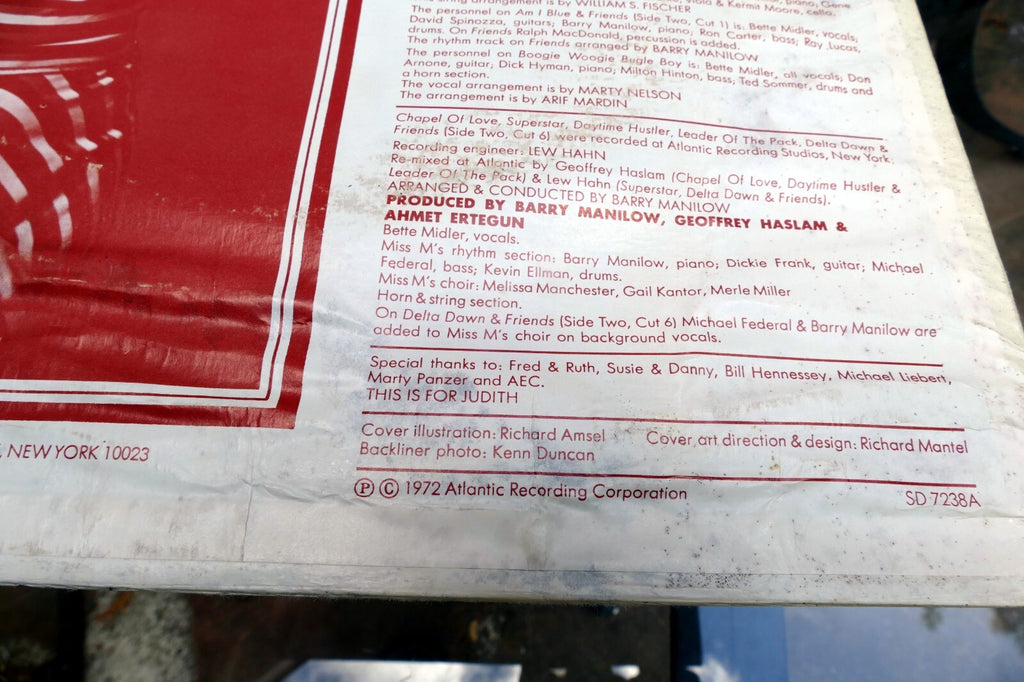 string arrangement is by WILLIAM S. FISCHER
The personnel on Am I Blue & Friends (Side Two, Cut 1) is: Bette Midler, vocals;
David Spinozza, guitars; Barry Manilow, piano; Ron Carter, bass; Ray Lucas,
drums. On Friends Ralph MacDonald, percussion is added.
The rhythm track on Friends arranged by BARRY MANILOW
The personnel on Boogie Woogie Bugle Boy is: Bette Midler, all vocals; Don
Arnone, guitar; Dick Hyman, piano; Milton Hinton, bass; Ted Sommer, drums and
a horn section.
The vocal arrangement is by MARTY NELSON
The arrangement is by ARIF MARDIN
Chapel Of Love, Superstar, Daytime Hustler, Leader Of The Pack, Delta Dawn &
Friends (Side Two, Cut 6) were recorded at Atlantic Recording Studios, New York,
Recording engineer: LEW HAHN
Re-mixed at Atlantic by Geoffrey Haslam (Chapel Of Love, Daytime Hustler &
Leader Of The Pack) & Lew Hahn (Superstar, Delta Dawn & Friends).
ARRANGED & CONDUCTED BY BARRY MANILOW
PRODUCED BY BARRY MANILOW, GEOFFREY HASLAM &
AHMET ERTEGUN
Bette Midler, vocals.
Miss M's rhythm section: Barry Manilow, piano; Dickie Frank, guitar; Michael
Federal, bass; Kevin Ellman, drums.
Miss M's choir: Melissa Manchester, Gail Kantor, Merle Miller
Horn & string section.
On Delta Dawn & Friends (Side Two, Cut 6) Michael Federal & Barry Manilow are
added to Miss M's choir on background vocals.
Special thanks to: Fred & Ruth, Susie & Danny, Bill Hennessey, Michael Liebert,
Marty Panzer and AEC.
THIS IS FOR JUDITH
Cover illustration: Richard Amsel Cover art direction & design: Richard Mantel
Backliner photo: Kenn Duncan
, NEW YORK 10023
Ⓟ © 1972 Atlantic Recording Corporation SD 7238A